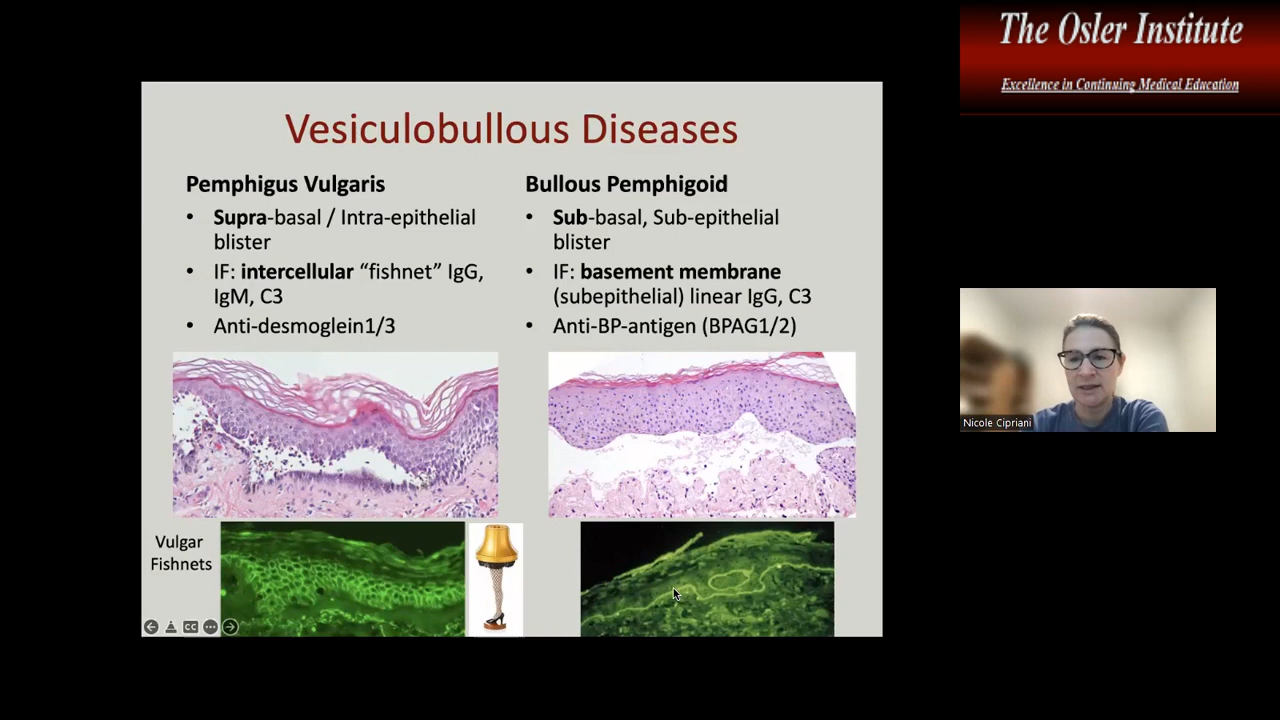 The Osler Institute
Excellence in Continuing Medical Education
Vesiculobullous Diseases
Pemphigus Vulgaris
• Supra-basal / Intra-epithelial
blister
• IF: intercellular “fishnet” IgG,
IgM, C3
• Anti-desmoglein1/3
Bullous Pemphigoid
• Sub-basal, Sub-epithelial
blister
• IF: basement membrane
(subepithelial) linear IgG, C3
• Anti-BP-antigen (BPAG1/2)
Vulgar
Fishnets
CC
Nicole Cipriani